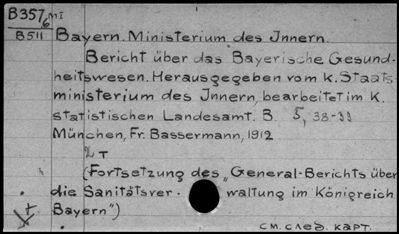 B357/6 MI
B511
Bayern. Ministerium des Innern.
Bericht über das Bayerische Gesund-
heitswesen. Herausgegeben vom K. Staats-
ministerium des Innern, bearbeitet im K.
statistischen Landesamt. B. 5, 38-39
München, Fr. Bassermann, 1912
2 T
(Fortsetzung des „General-Berichts über
die Sanitätsver. waltung im Königreich
Bayern")
см. след. карт.